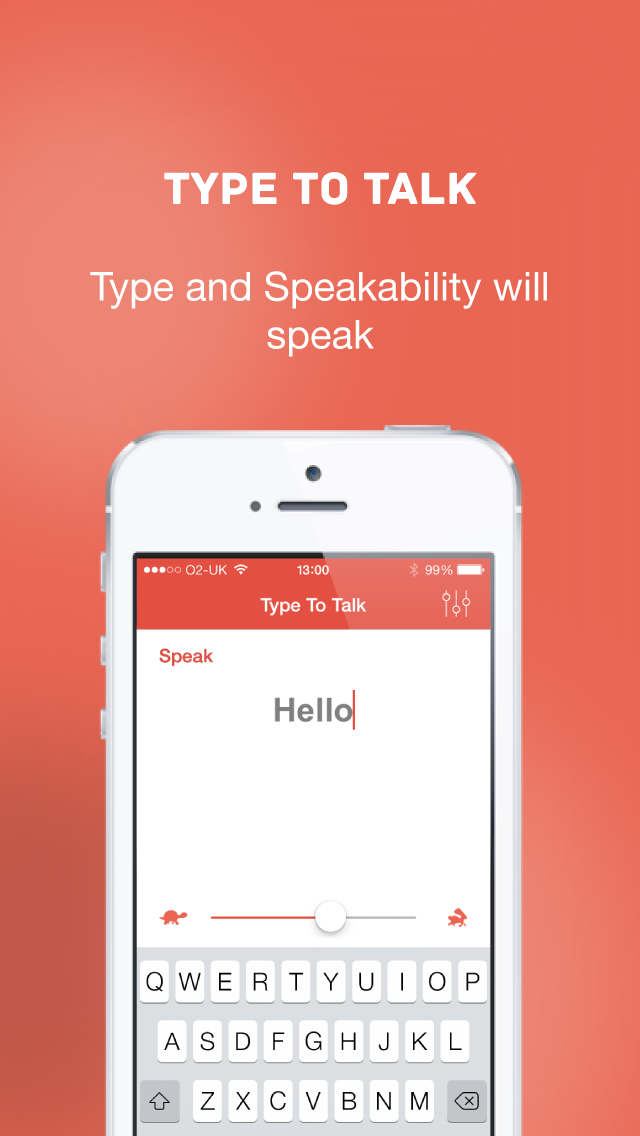 TYPE TO TALK
Type and Speakability will
speak
O2-UK 13:00 99%
Type To Talk
Speak
Hello
Q W E R T Y U I O P
A S D F G H J K L
Z X C V B N M